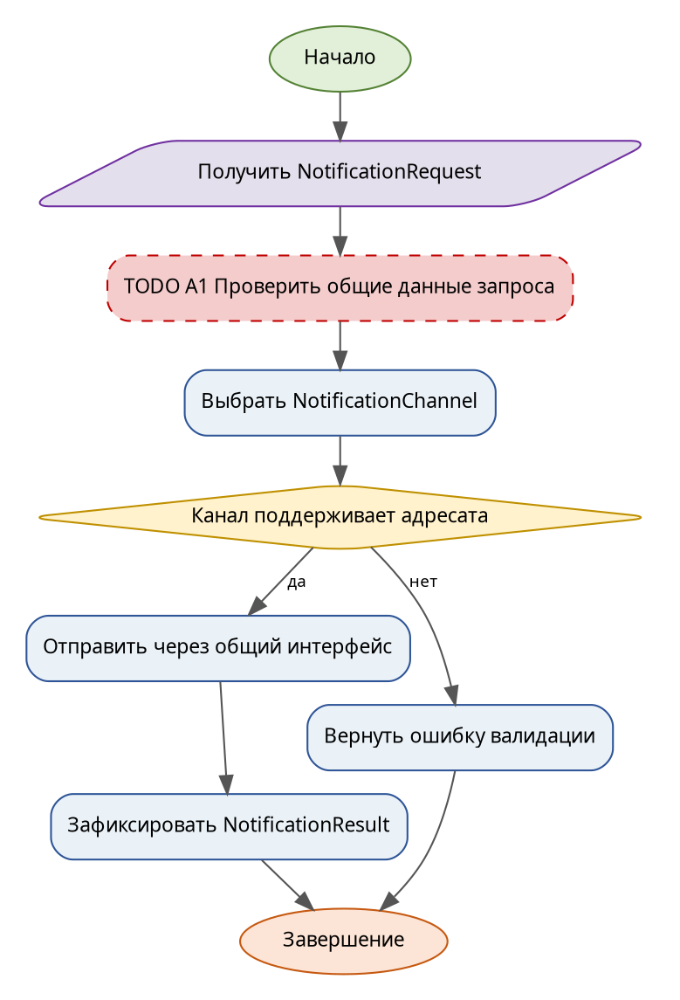 Начало
Получить NotificationRequest
TODO A1 Проверить общие данные запроса
Выбрать NotificationChannel
Канал поддерживает адресата
да
нет
Отправить через общий интерфейс
Вернуть ошибку валидации
Зафиксировать NotificationResult
Завершение